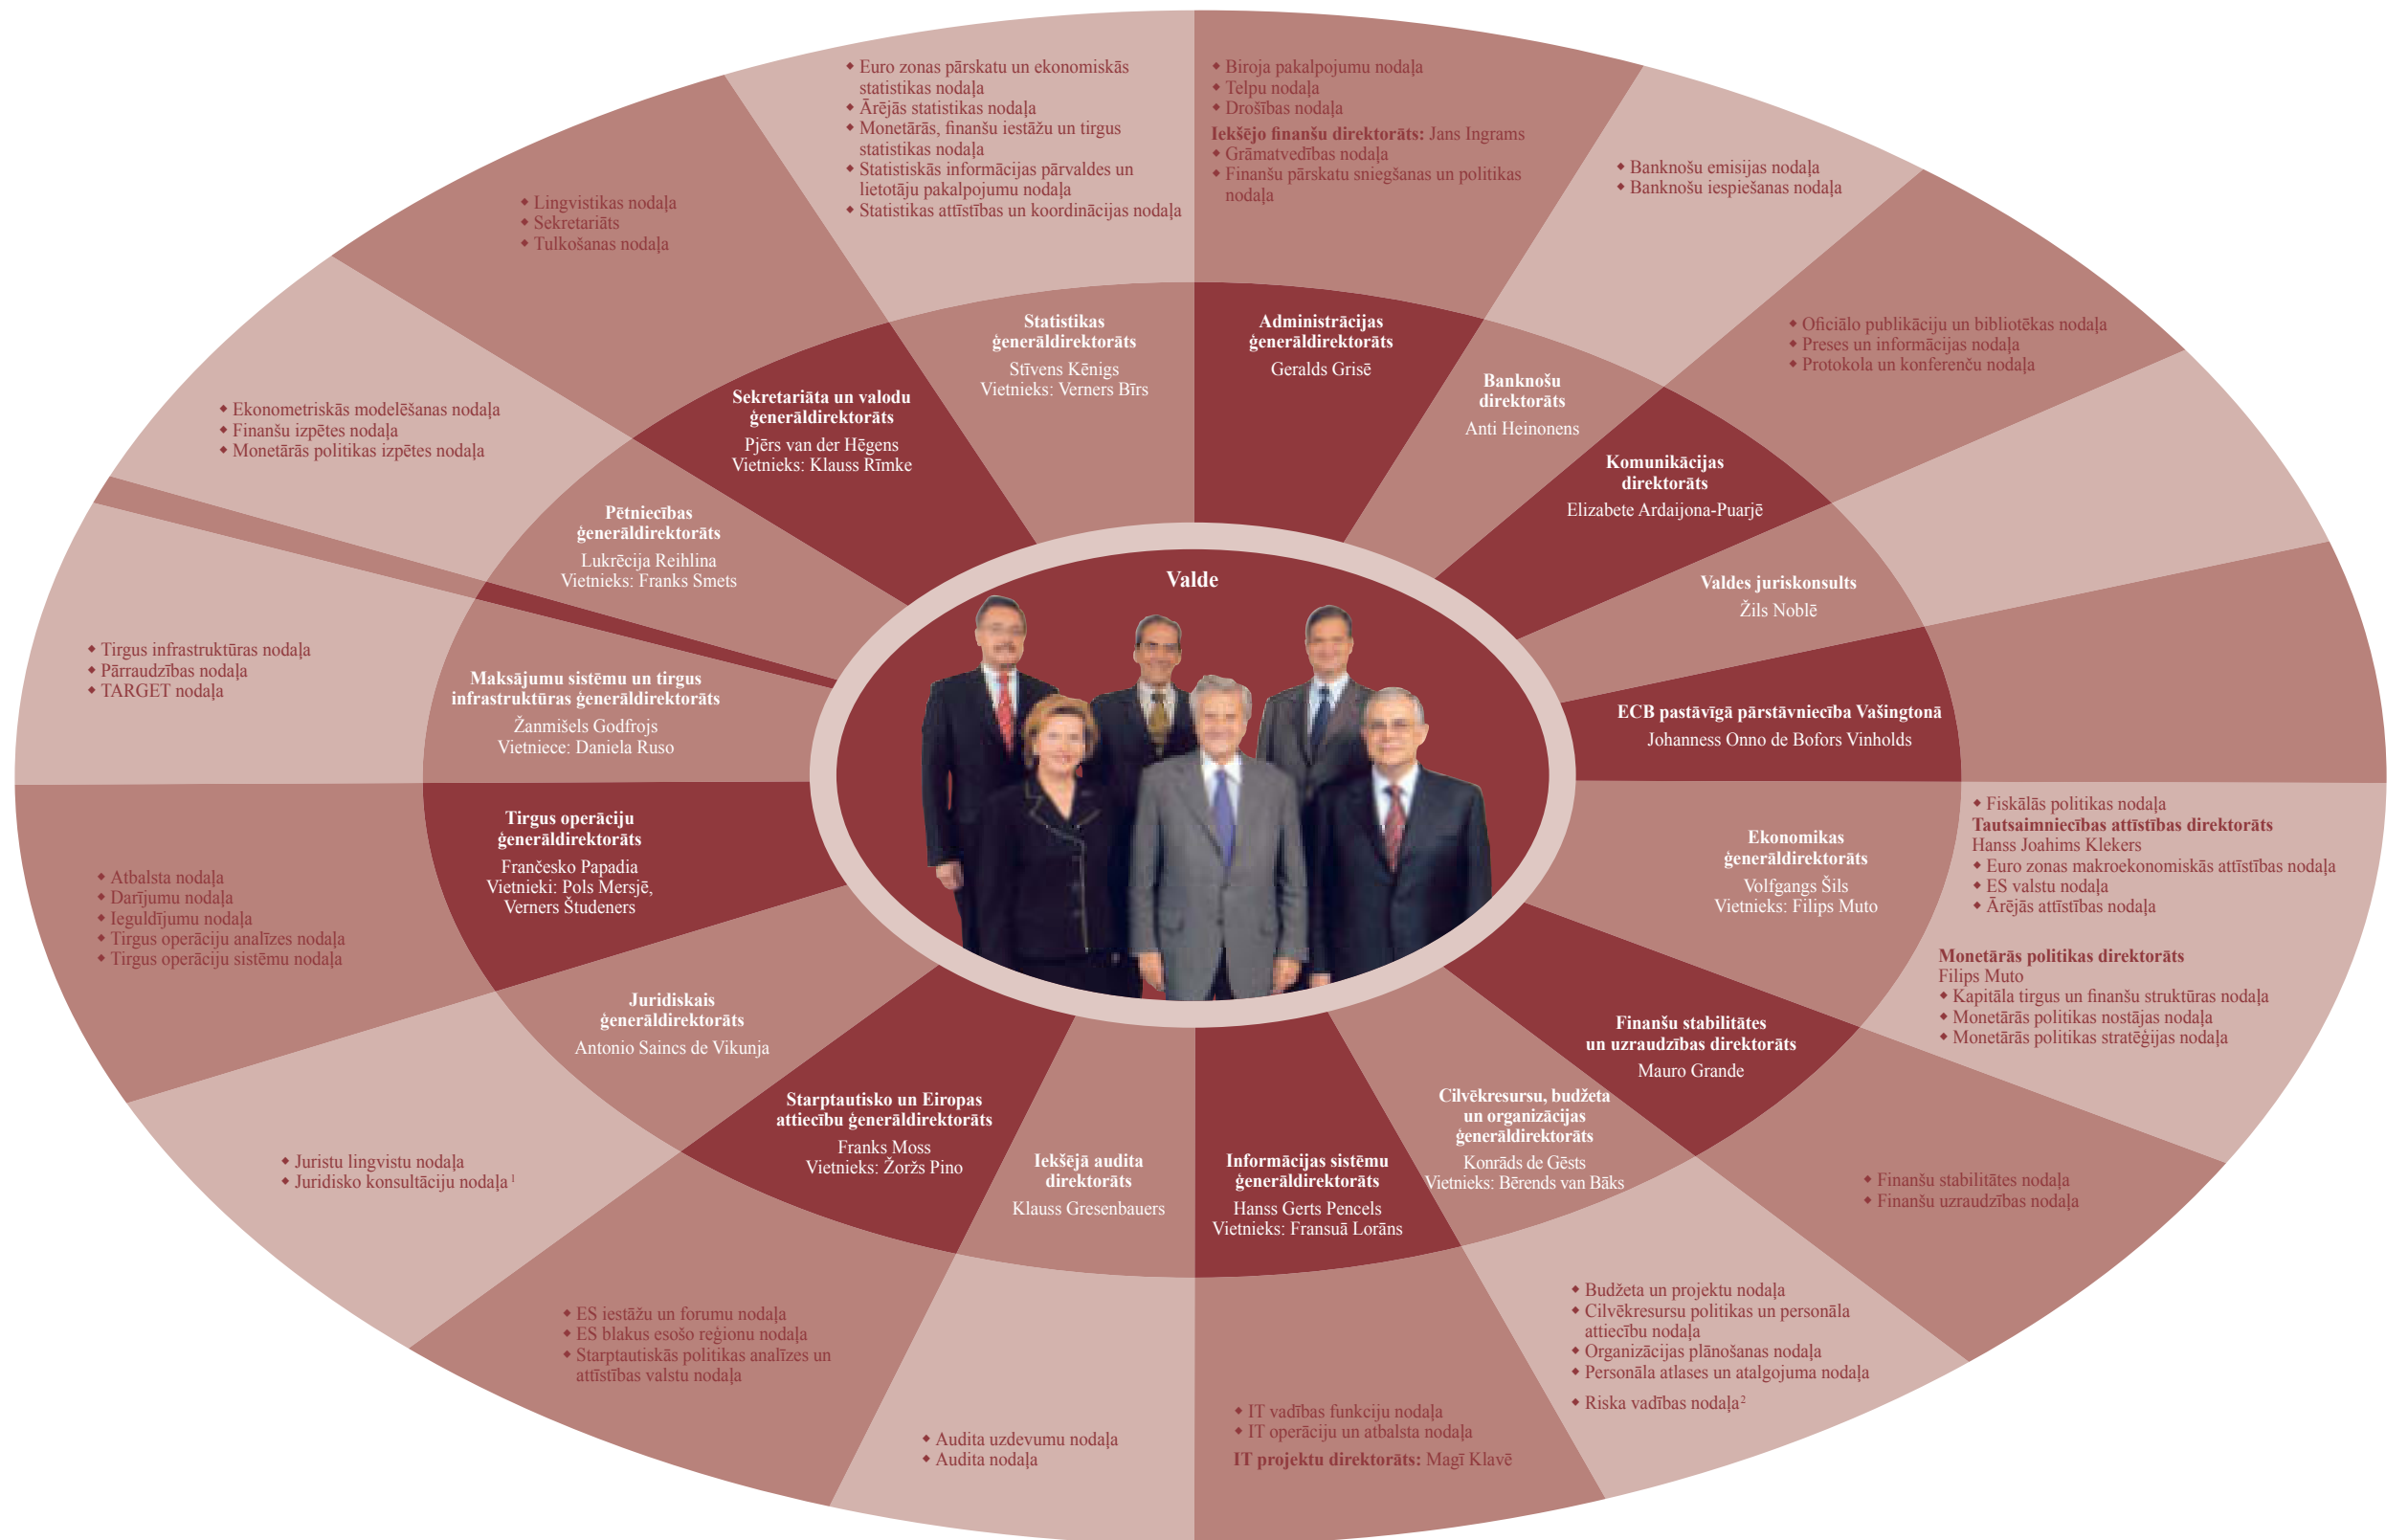 ◆ Euro zonas pārskatu un ekonomiskās
statistikas nodaļa
◆ Ārējās statistikas nodaļa
◆ Monetārās, finanšu iestāžu un tirgus
statistikas nodaļa
◆ Statistiskās informācijas pārvaldes un
lietotāju pakalpojumu nodaļa
◆ Statistikas attīstības un koordinācijas nodaļa
◆ Biroja pakalpojumu nodaļa
◆ Telpu nodaļa
◆ Drošības nodaļa
Iekšējo finanšu direktorāts: Jans Ingrams
◆ Grāmatvedības nodaļa
◆ Finanšu pārskatu sniegšanas un politikas
nodaļa
◆ Banknošu emisijas nodaļa
◆ Banknošu iespiešanas nodaļa
◆ Lingvistikas nodaļa
◆ Sekretariāts
◆ Tulkošanas nodaļa
◆ Oficiālo publikāciju un bibliotēkas nodaļa
◆ Preses un informācijas nodaļa
◆ Protokola un konferenču nodaļa
Statistikas
ģenerāldirektorāts
Stīvens Kēnigs
Vietnieks: Verners Bīrs
Administrācijas
ģenerāldirektorāts
Geralds Grisē
Banknošu
direktorāts
Anti Heinonens
Sekretariāta un valodu
ģenerāldirektorāts
Pjērs van der Hēgens
Vietnieks: Klauss Rīmke
◆ Ekonometriskās modelēšanas nodaļa
◆ Finanšu izpētes nodaļa
◆ Monetārās politikas izpētes nodaļa
Komunikācijas
direktorāts
Elizabete Ardaijona-Puarjē
Pētniecības
ģenerāldirektorāts
Lukrēcija Reihlina
Vietnieks: Franks Smets
Valde
Valdes juriskonsults
Žils Noblē
◆ Tirgus infrastruktūras nodaļa
◆ Pārraudzības nodaļa
◆ TARGET nodaļa
Maksājumu sistēmu un tirgus
infrastruktūras ģenerāldirektorāts
Žanmišels Godfrojs
Vietniece: Daniela Ruso
ECB pastāvīgā pārstāvniecība Vašingtonā
Johanness Onno de Bofors Vinholds
Tirgus operāciju
ģenerāldirektorāts
Frančesko Papadia
Vietnieki: Pols Mersjē,
Verners Študeners
Ekonomikas
ģenerāldirektorāts
Volfgangs Šils
Vietnieks: Filips Muto
◆ Fiskālās politikas nodaļa
Tautsaimniecības attīstības direktorāts
Hanss Joahims Klekers
◆ Euro zonas makroekonomiskās attīstības nodaļa
◆ ES valstu nodaļa
◆ Ārējās attīstības nodaļa
Monetārās politikas direktorāts
Filips Muto
◆ Kapitāla tirgus un finanšu struktūras nodaļa
◆ Monetārās politikas nostājas nodaļa
◆ Monetārās politikas stratēģijas nodaļa
◆ Atbalsta nodaļa
◆ Darījumu nodaļa
◆ Ieguldījumu nodaļa
◆ Tirgus operāciju analīzes nodaļa
◆ Tirgus operāciju sistēmu nodaļa
Juridiskais
ģenerāldirektorāts
Antonio Saincs de Vikunja
Finanšu stabilitātes
un uzraudzības direktorāts
Mauro Grande
Starptautisko un Eiropas
attiecību ģenerāldirektorāts
Franks Moss
Vietnieks: Žoržs Pino
Cilvēkresursu, budžeta
un organizācijas
ģenerāldirektorāts
Konrāds de Gēsts
Vietnieks: Bērends van Bāks
Iekšējā audita
direktorāts
Klauss Gresenbauers
Informācijas sistēmu
ģenerāldirektorāts
Hanss Gerts Pencels
Vietnieks: Fransuā Lorāns
◆ Juristu lingvistu nodaļa
◆ Juridisko konsultāciju nodaļa¹
◆ Finanšu stabilitātes nodaļa
◆ Finanšu uzraudzības nodaļa
◆ ES iestāžu un forumu nodaļa
◆ ES blakus esošo reģionu nodaļa
◆ Starptautiskās politikas analīzes un
attīstības valstu nodaļa
◆ Budžeta un projektu nodaļa
◆ Cilvēkresursu politikas un personāla
attiecību nodaļa
◆ Organizācijas plānošanas nodaļa
◆ Personāla atlases un atalgojuma nodaļa
◆ Riska vadības nodaļa²
◆ Audita uzdevumu nodaļa
◆ Audita nodaļa
◆ IT vadības funkciju nodaļa
◆ IT operāciju un atbalsta nodaļa
IT projektu direktorāts: Magī Klavē